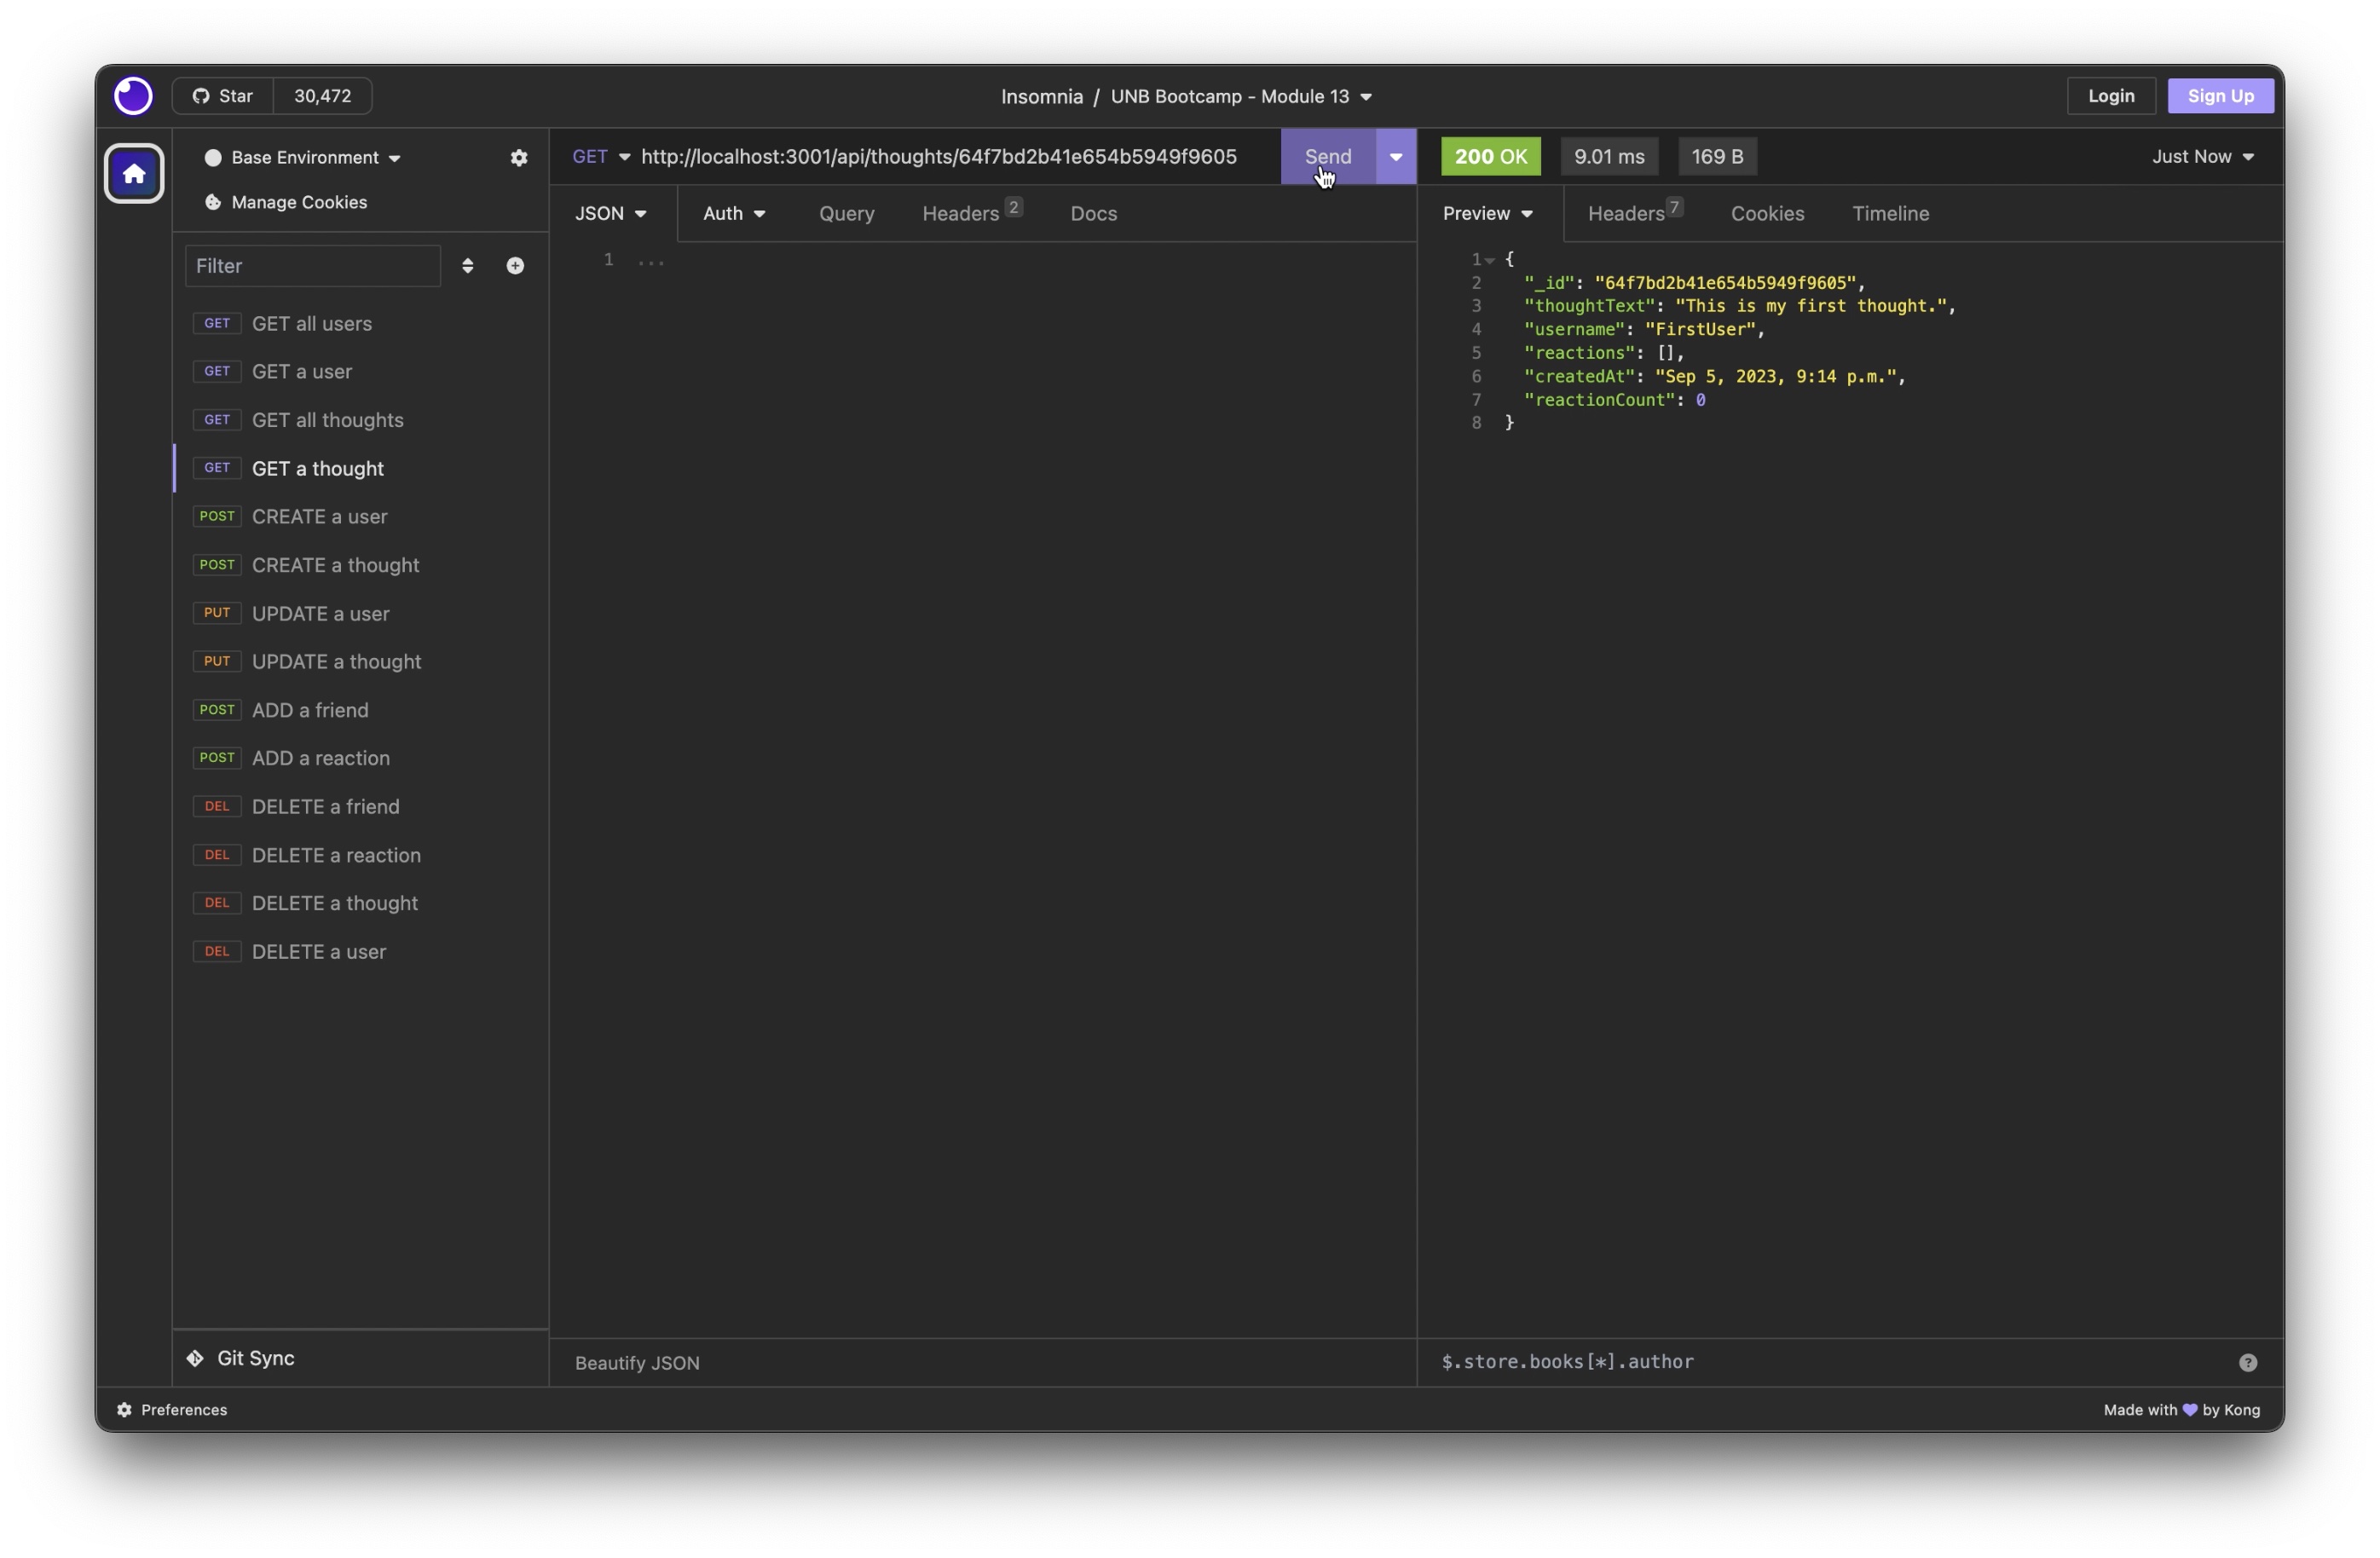 Star 30,472
Insomnia / UNB Bootcamp - Module 13
Login
Sign Up
Base Environment
Manage Cookies
Filter
GET GET all users
GET GET a user
GET GET all thoughts
GET GET a thought
POST CREATE a user
POST CREATE a thought
PUT UPDATE a user
PUT UPDATE a thought
POST ADD a friend
POST ADD a reaction
DEL DELETE a friend
DEL DELETE a reaction
DEL DELETE a thought
DEL DELETE a user
Git Sync
GET http://localhost:3001/api/thoughts/64f7bd2b41e654b5949f9605 Send
JSON Auth Query Headers 2 Docs
1 ...
Beautify JSON
200 OK 9.01 ms 169 B Just Now
Preview Headers 7 Cookies Timeline
1 {
2 "_id": "64f7bd2b41e654b5949f9605",
3 "thoughtText": "This is my first thought.",
4 "username": "FirstUser",
5 "reactions": [],
6 "createdAt": "Sep 5, 2023, 9:14 p.m.",
7 "reactionCount": 0
8 }
$.store.books[*].author
Preferences
Made with 💜 by Kong